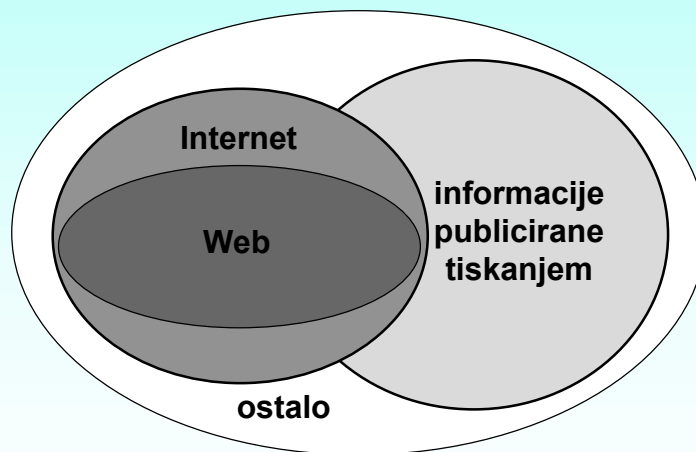 Internet
Web
informacije
publicirane
tiskanjem
ostalo